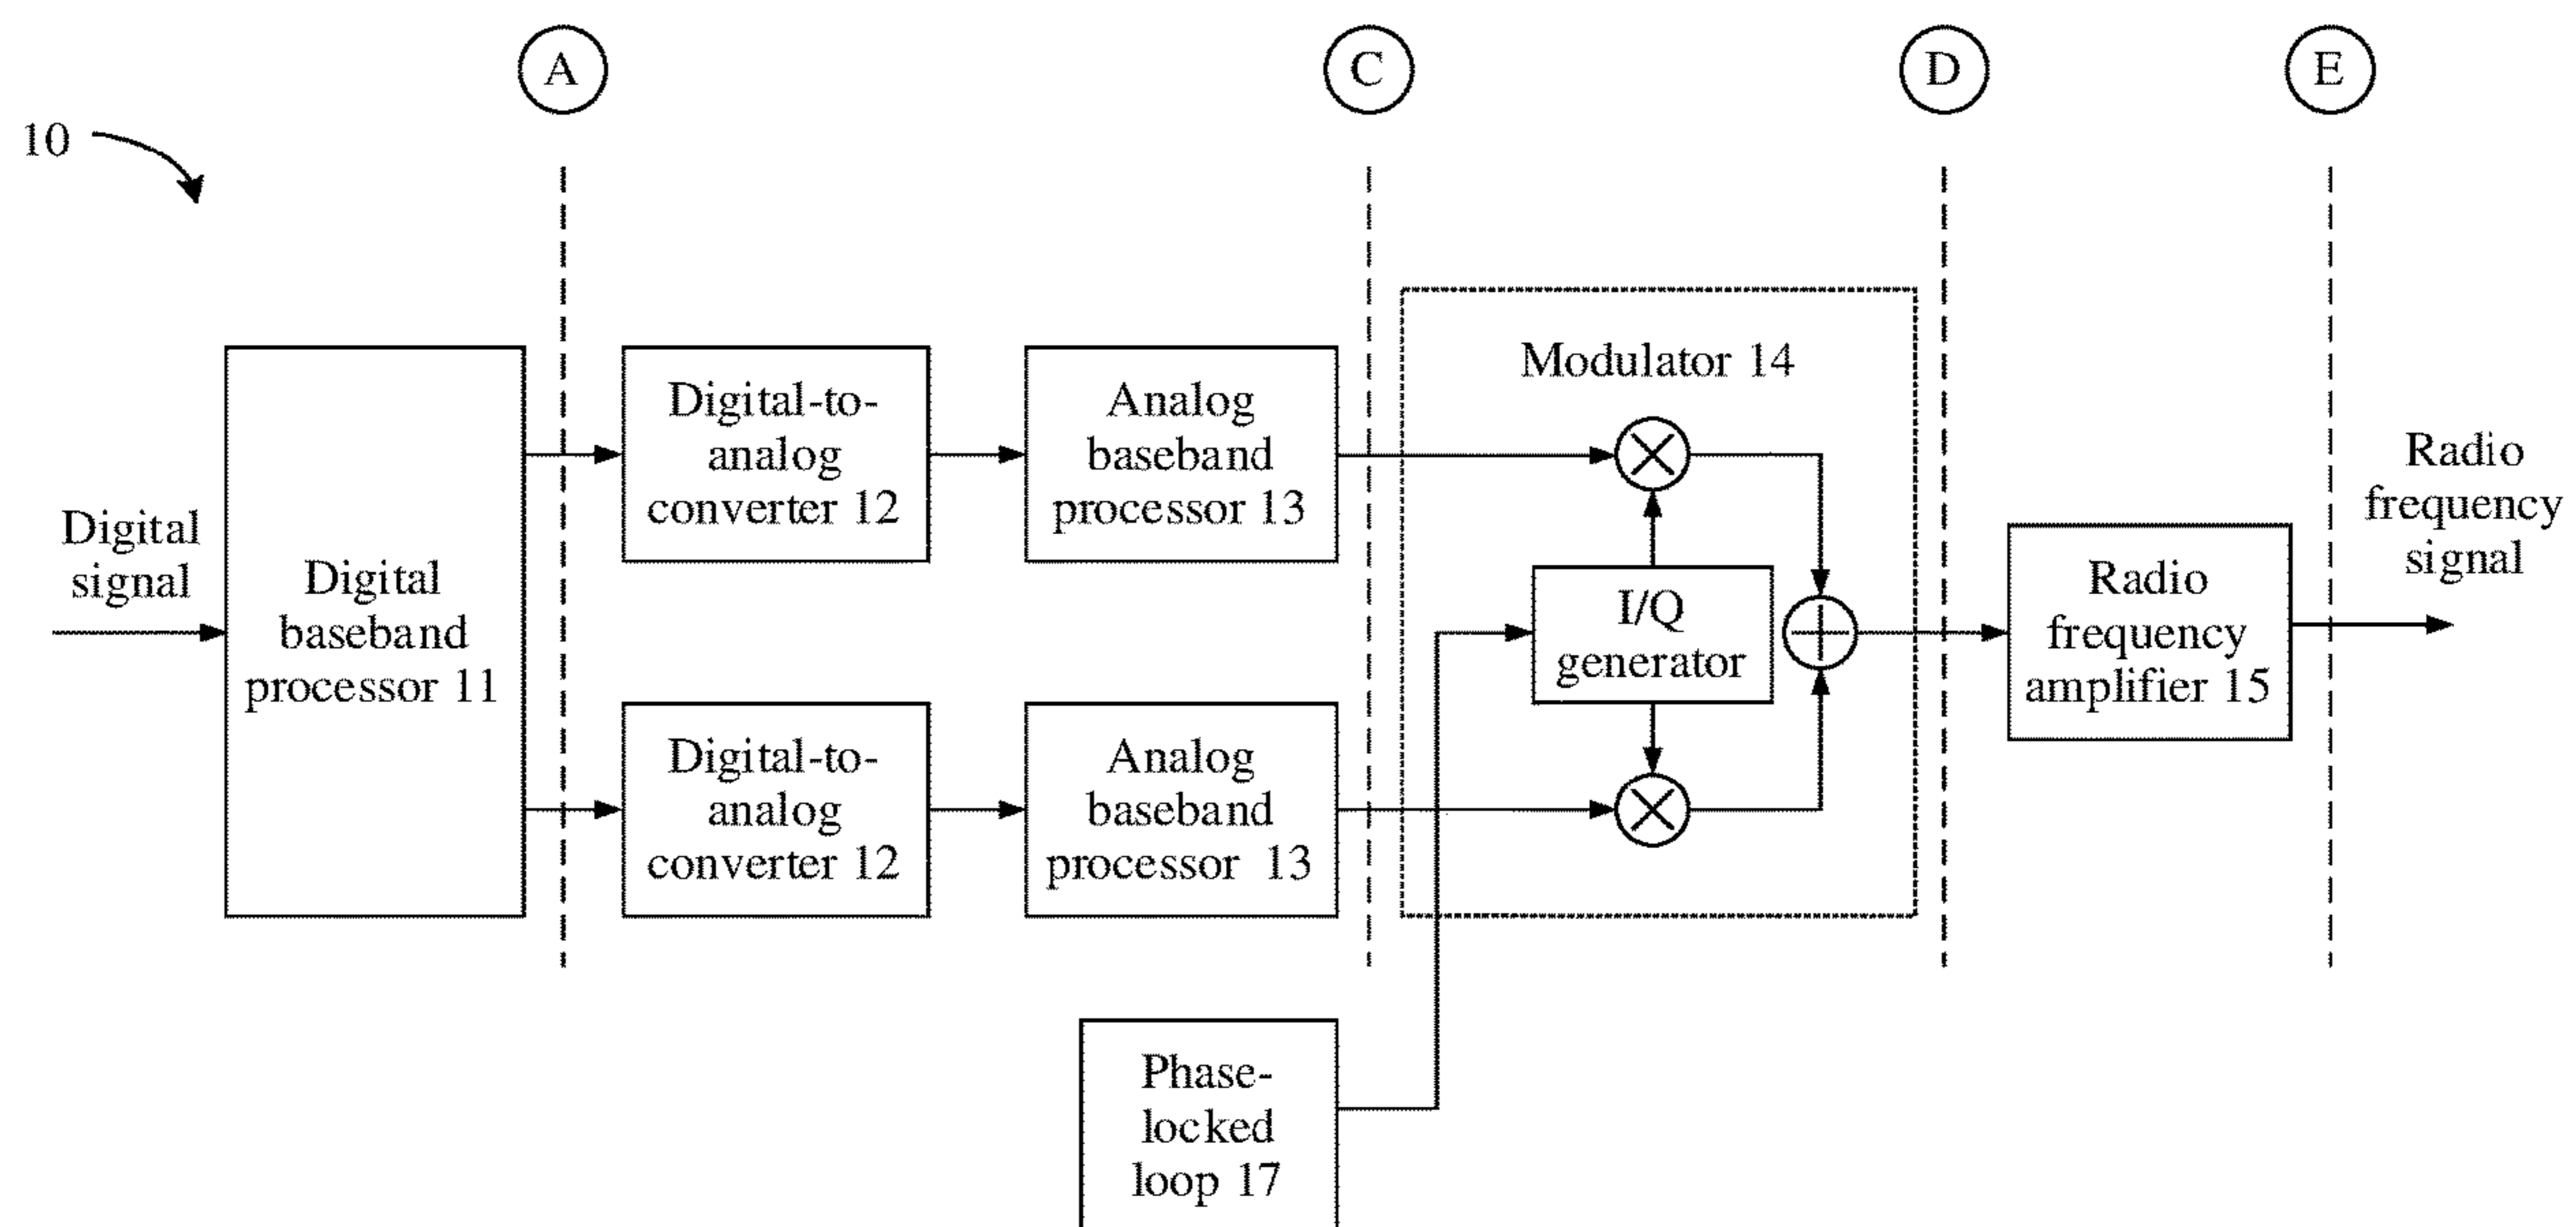 A
C
D
E
10
Digital
signal
Digital
baseband
processor 11
Digital-to-
analog
converter 12
Analog
baseband
processor 13
Digital-to-
analog
converter 12
Analog
baseband
processor 13
Modulator 14
I/Q
generator
Phase-
locked
loop 17
Radio
frequency
amplifier 15
Radio
frequency
signal